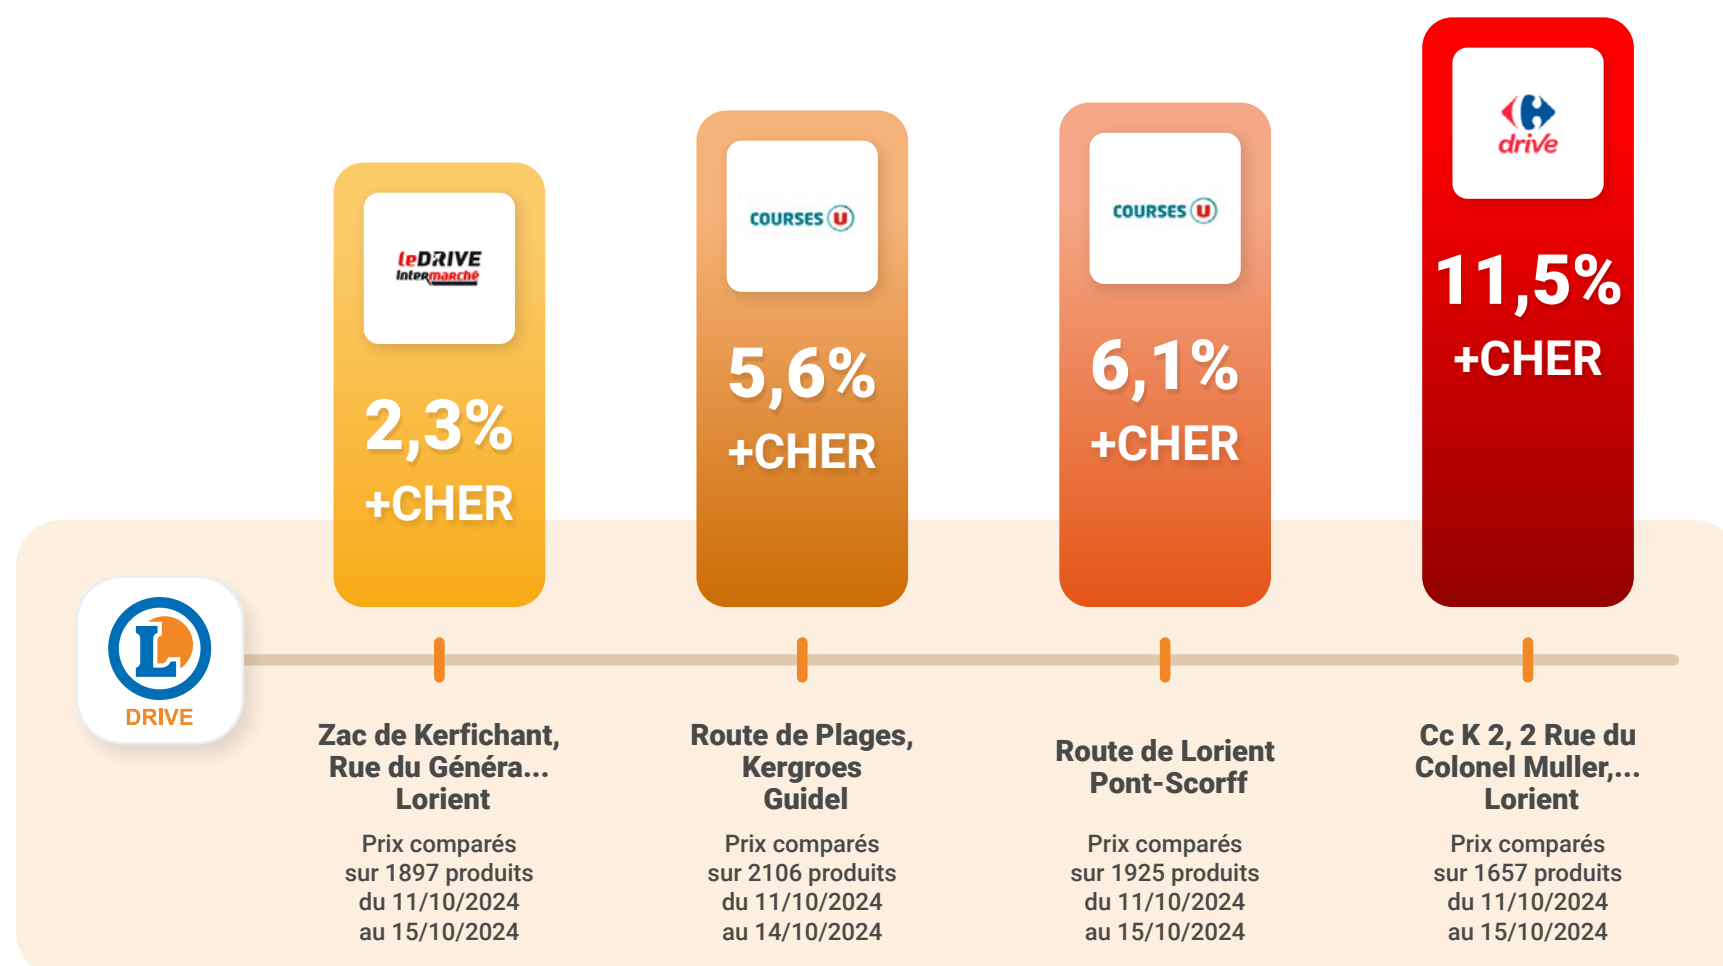 leDRIVE
Intermarché
2,3%
+CHER
COURSES U
5,6%
+CHER
COURSES U
6,1%
+CHER
drive
11,5%
+CHER
L
DRIVE
Zac de Kerfichant,
Rue du Généra...
Lorient
Prix comparés
sur 1897 produits
du 11/10/2024
au 15/10/2024
Route de Plages,
Kergroes
Guidel
Prix comparés
sur 2106 produits
du 11/10/2024
au 14/10/2024
Route de Lorient
Pont-Scorff
Prix comparés
sur 1925 produits
du 11/10/2024
au 15/10/2024
Cc K 2, 2 Rue du
Colonel Muller,...
Lorient
Prix comparés
sur 1657 produits
du 11/10/2024
au 15/10/2024